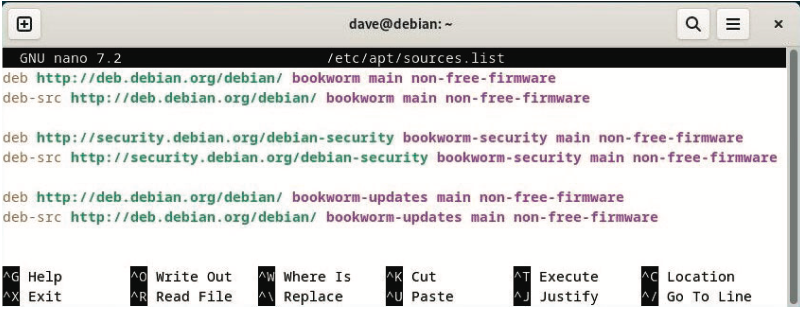 dave@debian: ~
GNU nano 7.2 /etc/apt/sources.list
deb http://deb.debian.org/debian/ bookworm main non-free-firmware
deb-src http://deb.debian.org/debian/ bookworm main non-free-firmware
deb http://security.debian.org/debian-security bookworm-security main non-free-firmware
deb-src http://security.debian.org/debian-security bookworm-security main non-free-firmware
deb http://deb.debian.org/debian/ bookworm-updates main non-free-firmware
deb-src http://deb.debian.org/debian/ bookworm-updates main non-free-firmware
^G Help ^O Write Out ^W Where Is ^K Cut ^T Execute ^C Location
^X Exit ^R Read File ^\ Replace ^U Paste ^J Justify ^/ Go To Line